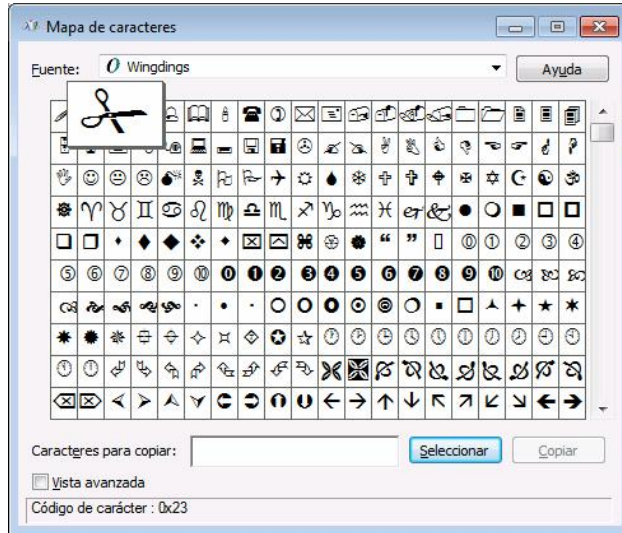 Mapa de caracteres
Fuente: Wingdings
Ayuda
Caracteres para copiar:
Seleccionar
Copiar
Vista avanzada
Código de carácter : 0x23